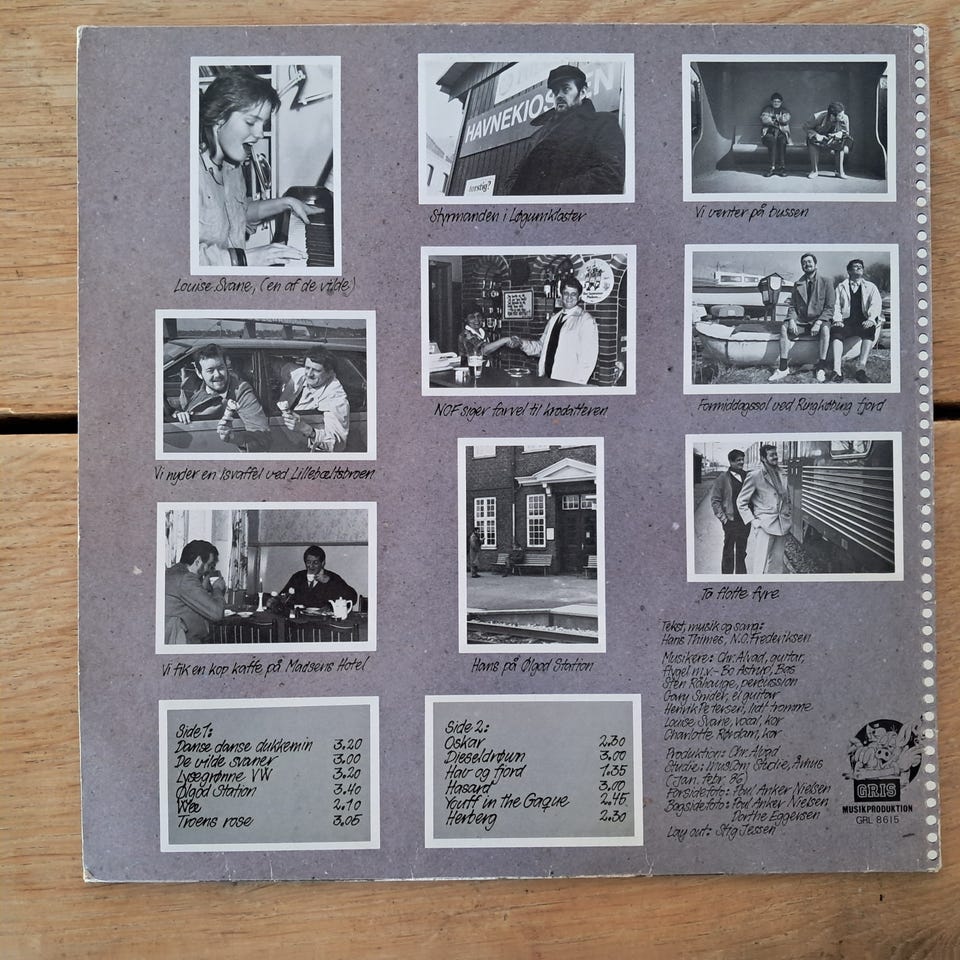 Louise Svane, (en af de vilde)
HAVNEKIOSKEN
førstig?
Styrmanden i Løgumkloster
Vi venter på bussen
Vi nyder en isvaffel ved Lillebæltsbroen
NOF siger farvel til krodatteren
Formiddagssol ved Ringkøbing fjord
Vi fik en kop kaffe på Madsens Hotel
Hans på Ølgod Station
To flotte fyre
Side 1:
Danse danse dukkemin 3.20
De vilde svaner 3.00
Lysegrønne VW 3.20
Ølgod Station 3.40
2.10
Troens rose 3.05
Side 2:
Oskar 2.30
Dieseldrøwn 3.00
Hav og fjord 1.35
Hasard 3.00
Youff in the Gaque 2.45
Herberg 2.30
Tekst, musik og sang:
Hans Thimes, N.O. Frederiksen
Musikere: Chr. Alvad, guitar,
flygel m.v.- Bo Astrup, Bas
Sten Råhauge, percussion
Gary Snider, el guitar
Henrik Petersen, lidt tromme
Louise Svane, vocal, kor
Charlotte Rørdam, kor
Produktion: Chr. Alvad
Studie: MusCom Studie, Århus
(jan. febr. 86)
Forsidefoto: Poul Anker Nielsen
Bagsidefoto: Poul Anker Nielsen
Dorthe Eggersen
Lay out: Stig Jessen
GRIS
MUSIKPRODUKTION
GRL 8615